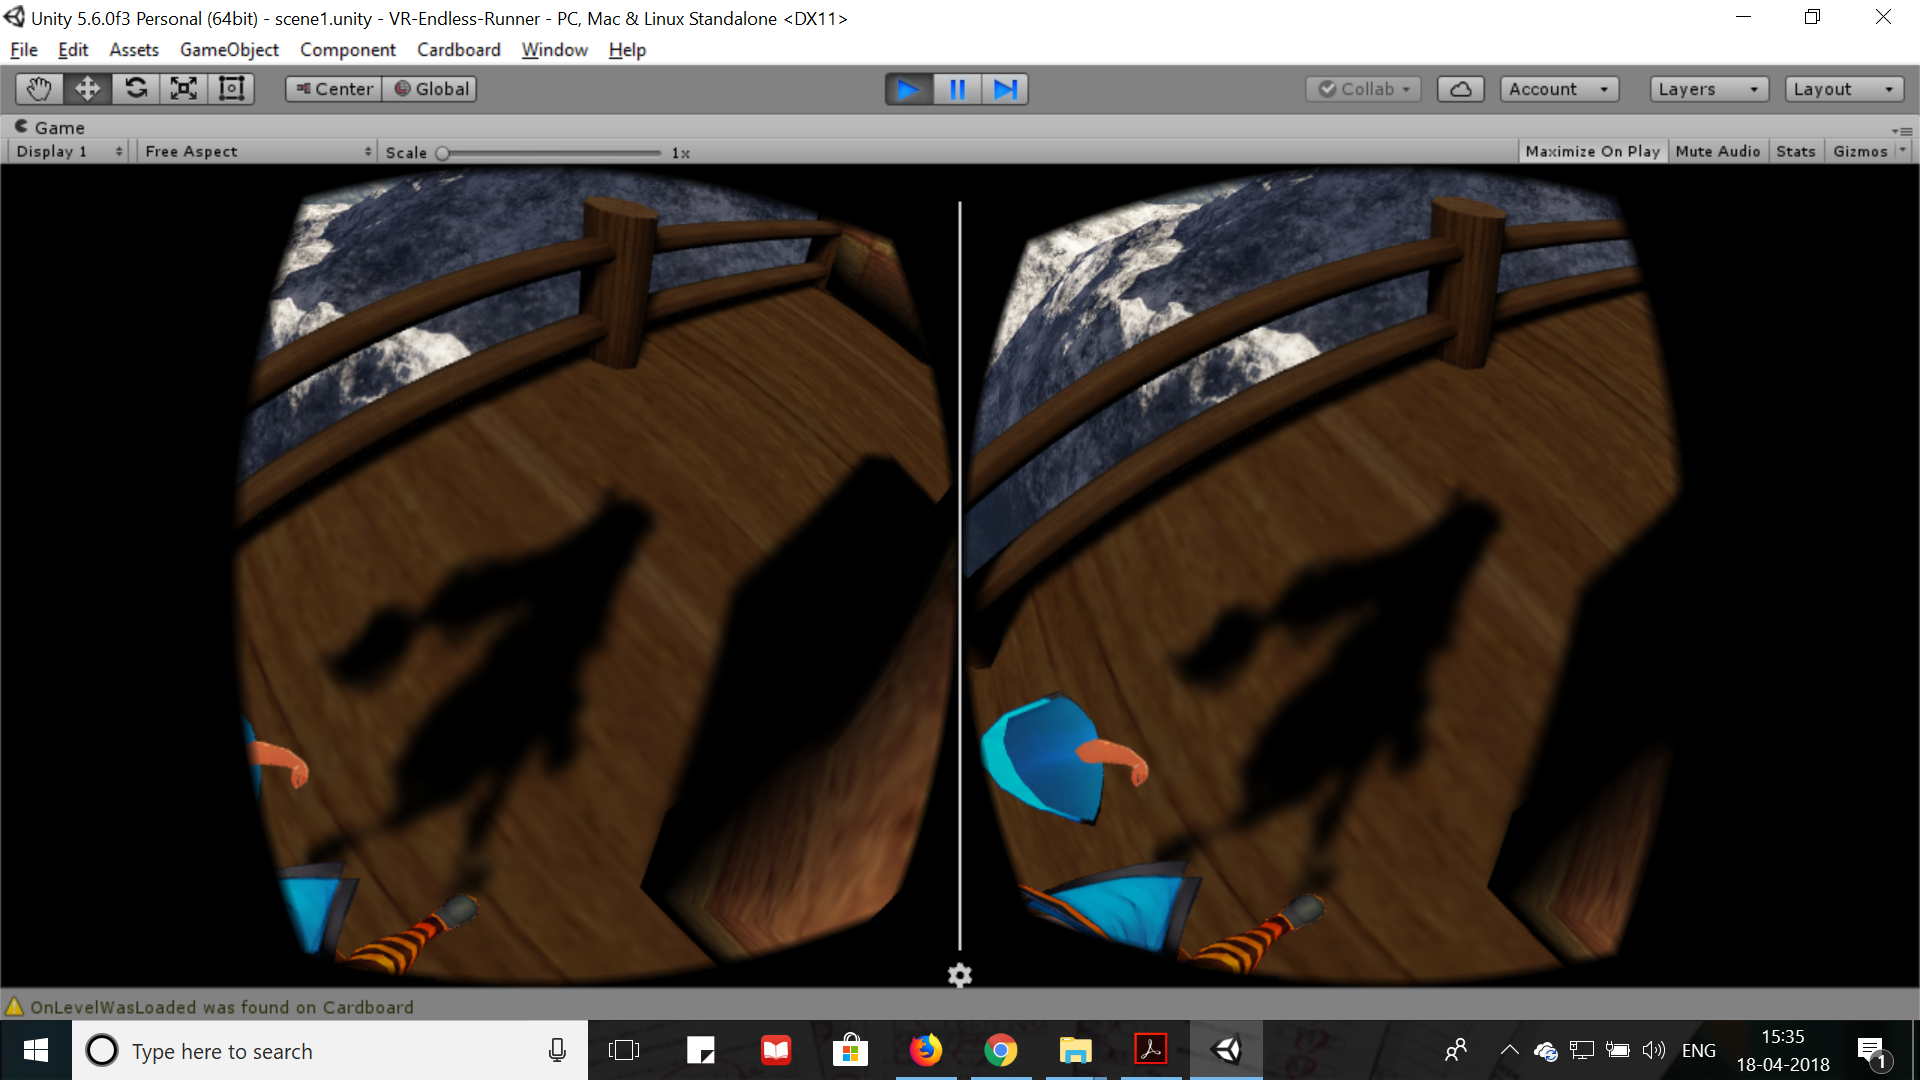 Unity 5.6.0f3 Personal (64bit) - scene1.unity - VR-Endless-Runner - PC, Mac & Linux Standalone <DX11>
File Edit Assets GameObject Component Cardboard Window Help
Center Global Collab Account Layers Layout
Game
Display 1 Free Aspect Scale 1x Maximize On Play Mute Audio Stats Gizmos
OnLevelWasLoaded was found on Cardboard
Type here to search ENG 15:35
18-04-2018 1